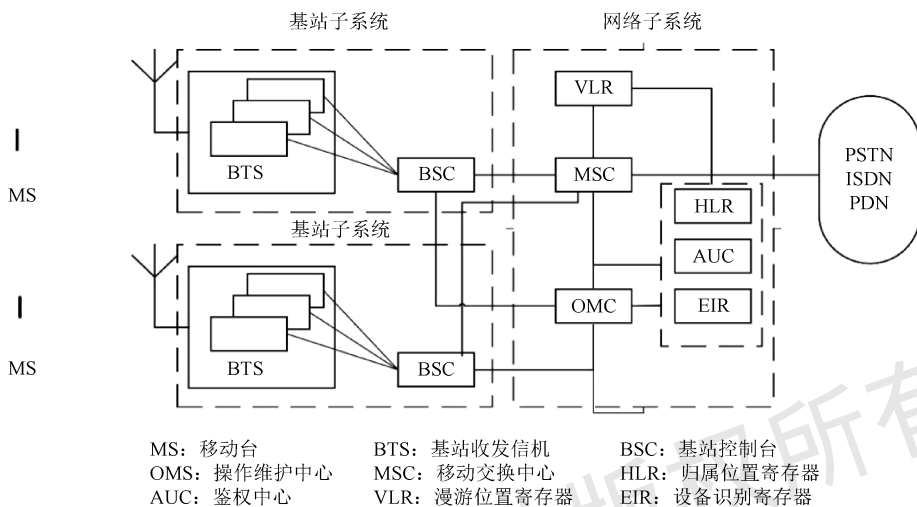 基站子系统
网络子系统
VLR
MS
BTS
BSC
MSC
PSTN
ISDN
PDN
HLR
基站子系统
AUC
OMC
EIR
MS
BTS
BSC
MS：移动台 BTS：基站收发信机 BSC：基站控制台
OMS：操作维护中心 MSC：移动交换中心 HLR：归属位置寄存器
AUC：鉴权中心 VLR：漫游位置寄存器 EIR：设备识别寄存器
版权所有